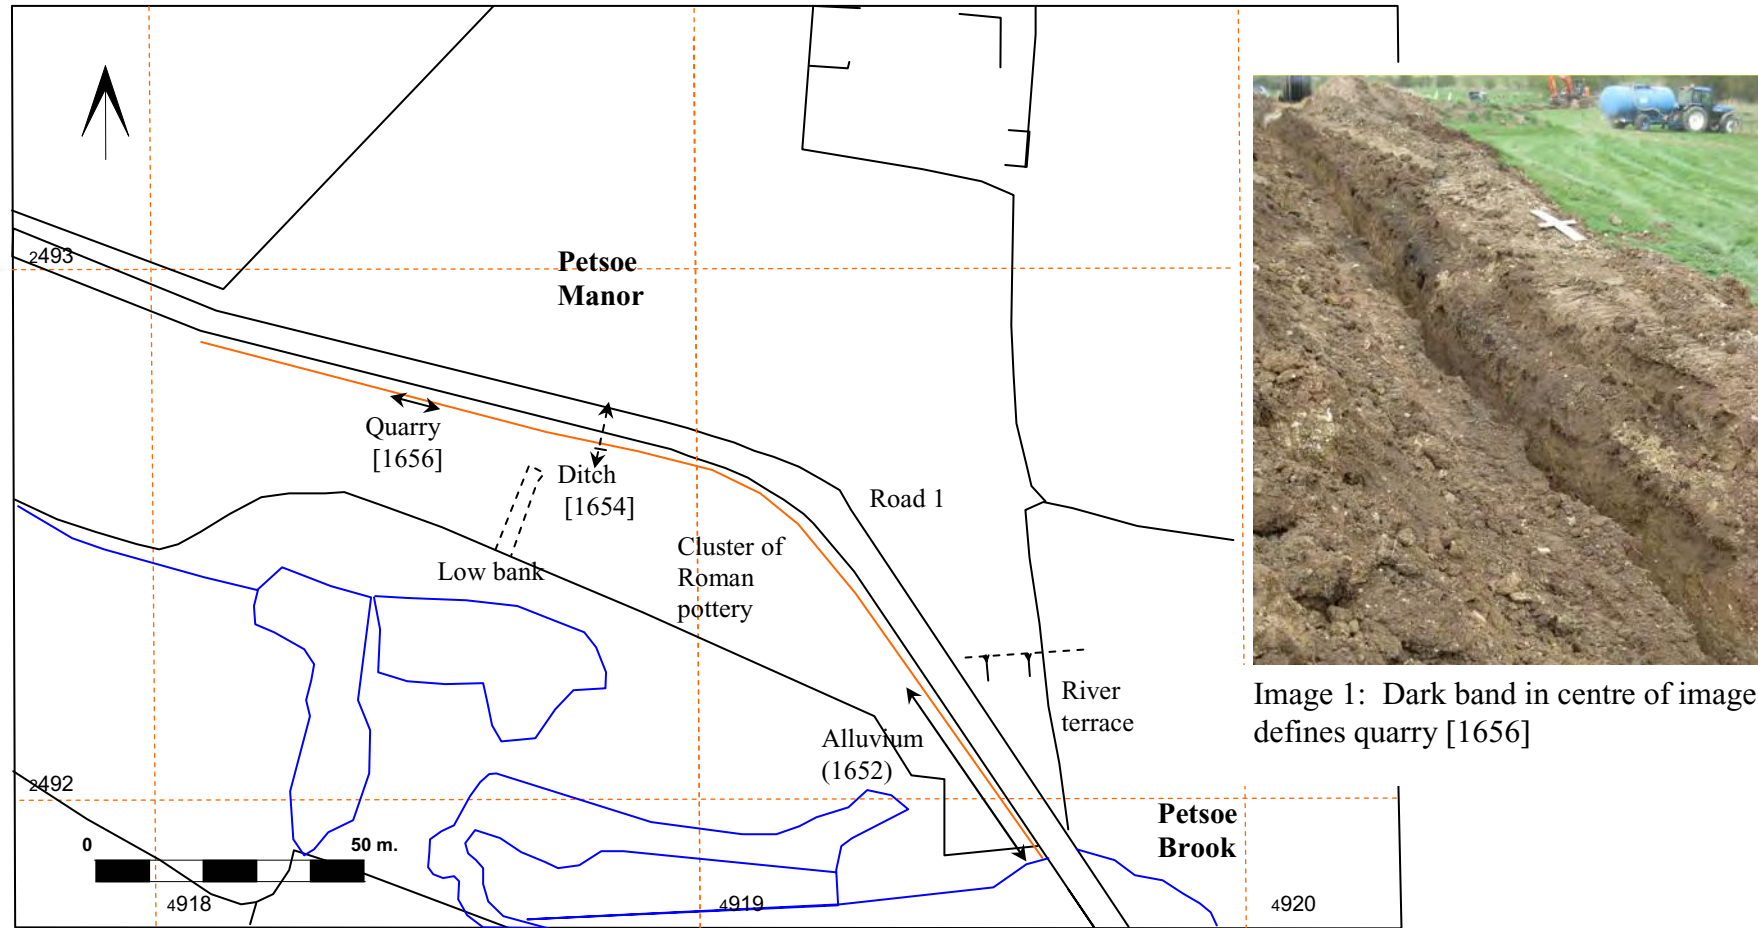 2493
Petsoe
Manor
Quarry
[1656]
Ditch
[1654]
Road 1
Low bank
Cluster of
Roman
pottery
River
terrace
Alluvium
(1652)
2492
Petsoe
Brook
0
50 m.
4918
4919
4920
Image 1: Dark band in centre of image
defines quarry [1656]